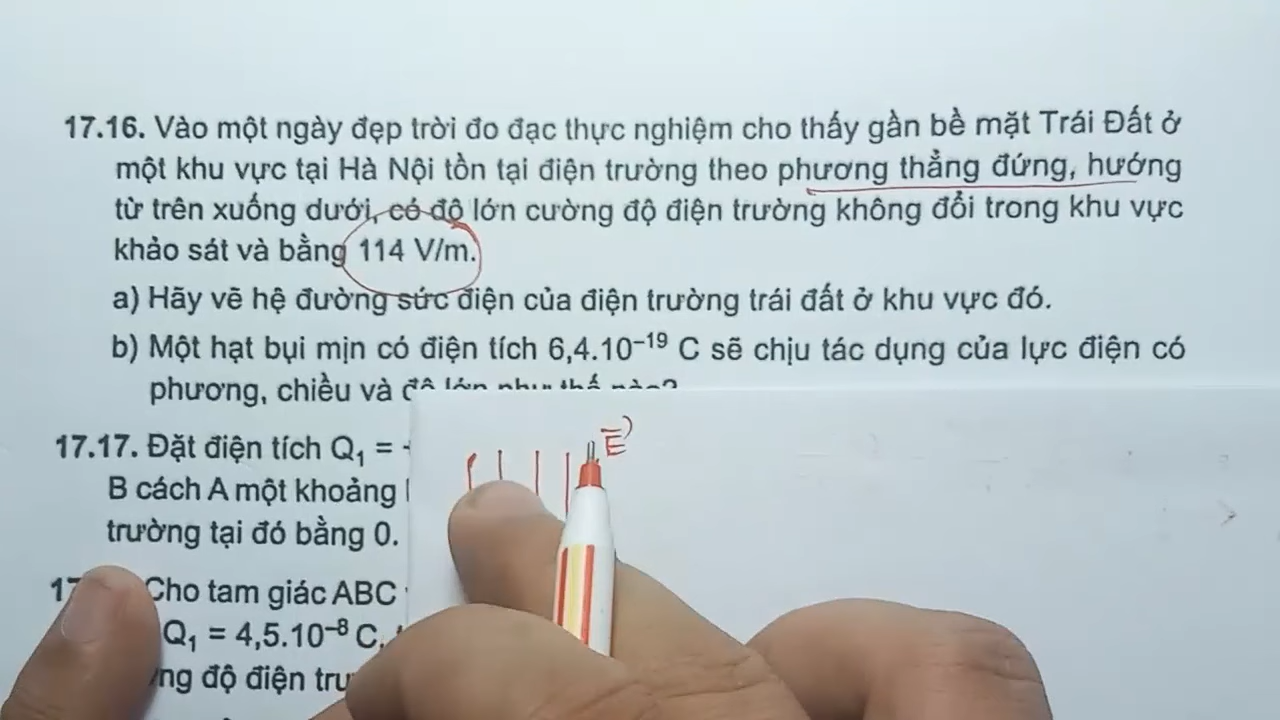 17.16. Vào một ngày đẹp trời đo đạc thực nghiệm cho thấy gần bề mặt Trái Đất ở
một khu vực tại Hà Nội tồn tại điện trường theo phương thẳng đứng, hướng
từ trên xuống dưới, có độ lớn cường độ điện trường không đổi trong khu vực
khảo sát và bằng 114 V/m.
a) Hãy vẽ hệ đường sức điện của điện trường trái đất ở khu vực đó.
b) Một hạt bụi mịn có điện tích 6,4.10⁻¹⁹ C sẽ chịu tác dụng của lực điện có
phương, chiều và độ lớn như thế nào?
E
17.17. Đặt điện tích Q₁ =
B cách A một khoảng
trường tại đó bằng 0.
Cho tam giác ABC
Q₁ = 4,5.10⁻⁸ C,
độ điện